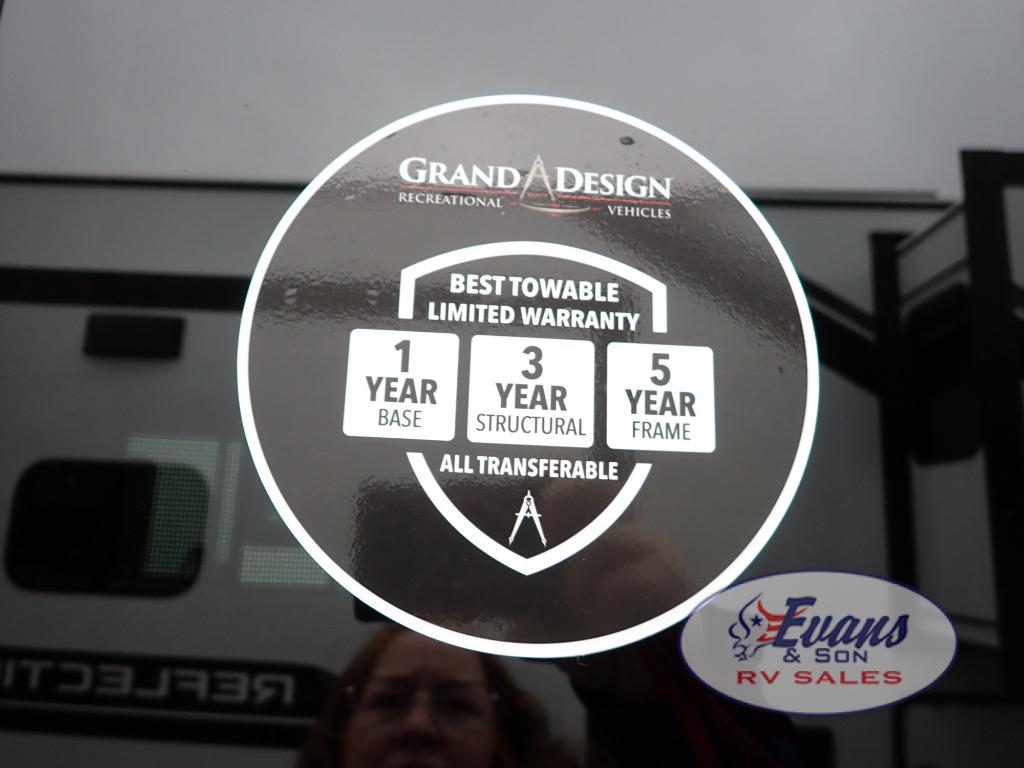 GRAND DESIGN
RECREATIONAL VEHICLES
BEST TOWABLE
LIMITED WARRANTY
1
YEAR
BASE
3
YEAR
STRUCTURAL
5
YEAR
FRAME
ALL TRANSFERABLE
REFLECTI
Evans
& SON
RV SALES